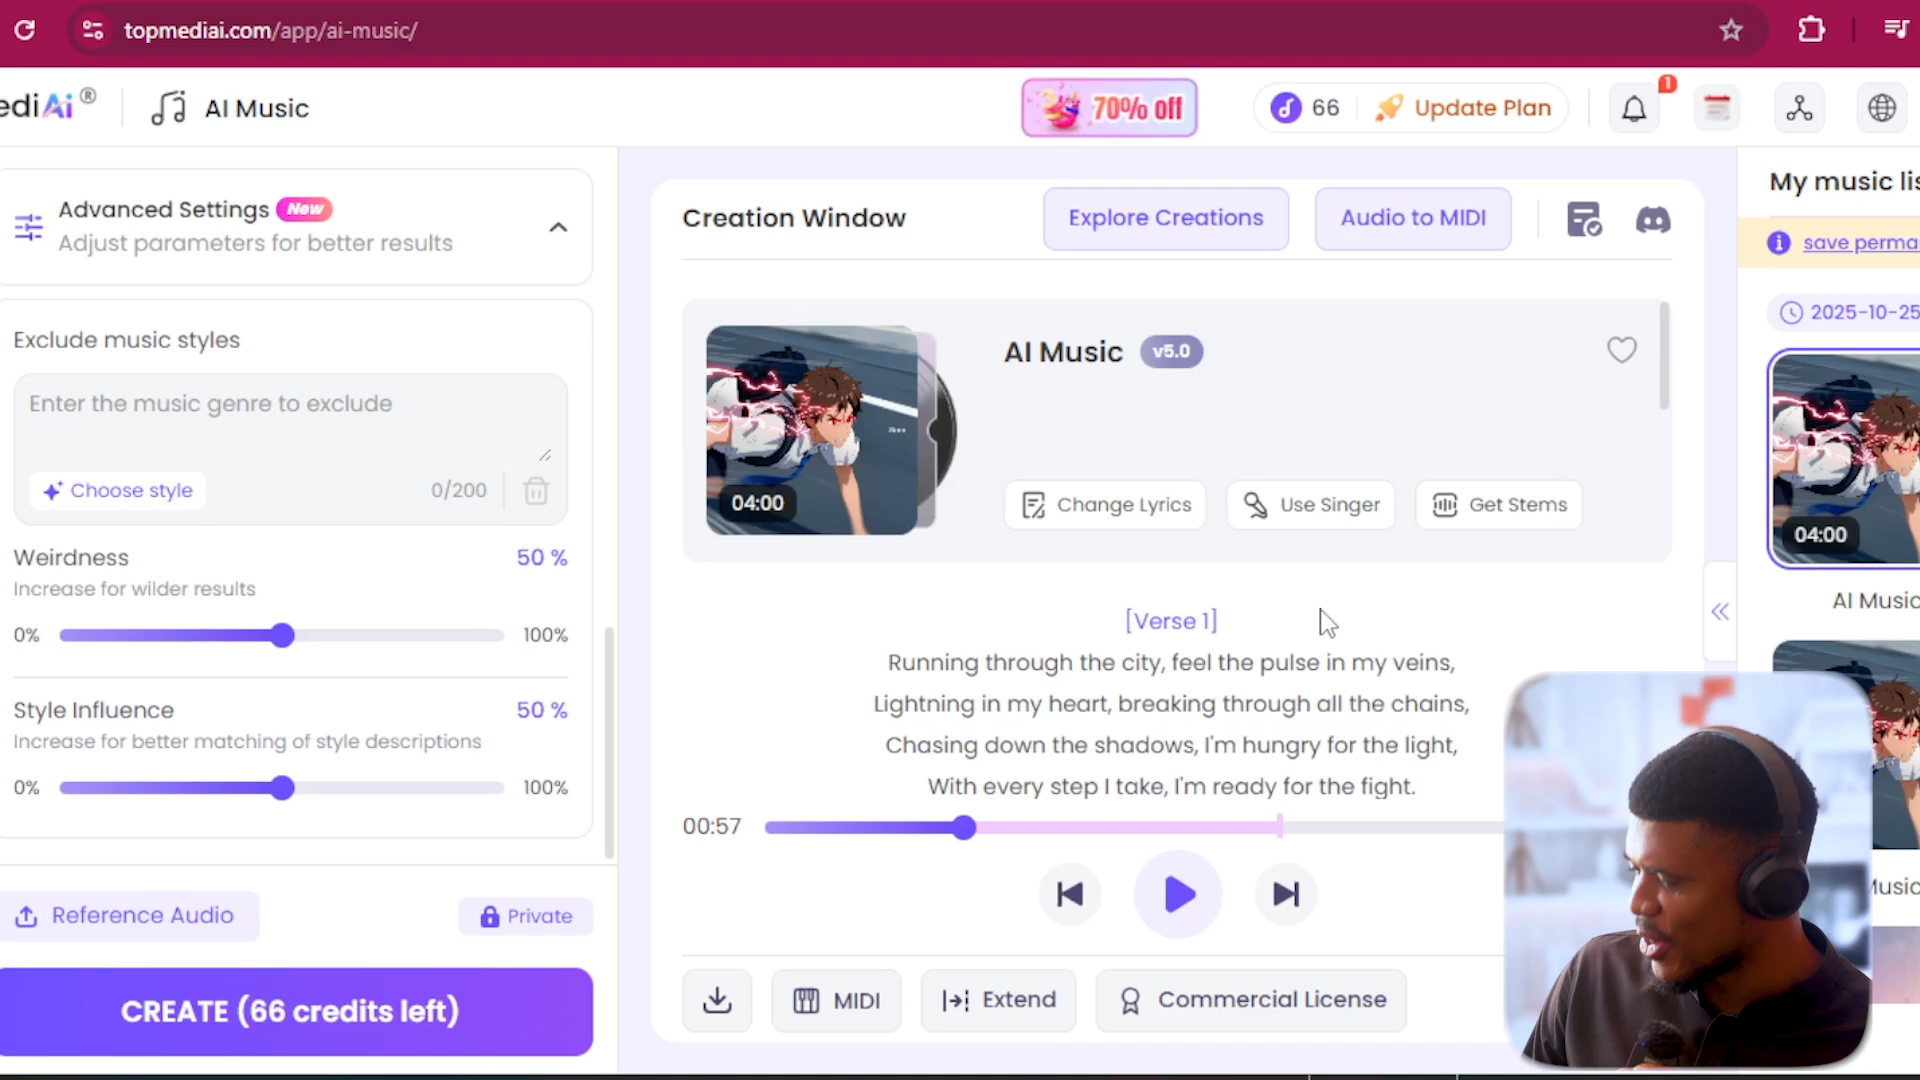 topmediai.com/app/ai-music/
ediAi ®
AI Music
70% off
66
Update Plan
1
Advanced Settings New
Adjust parameters for better results
Exclude music styles
Enter the music genre to exclude
Choose style
0/200
Weirdness
50 %
Increase for wilder results
0%
100%
Style Influence
50 %
Increase for better matching of style descriptions
0%
100%
Reference Audio
Private
CREATE (66 credits left)
Creation Window
Explore Creations
Audio to MIDI
AI Music v5.0
04:00
Change Lyrics
Use Singer
Get Stems
[Verse 1]
Running through the city, feel the pulse in my veins,
Lightning in my heart, breaking through all the chains,
Chasing down the shadows, I'm hungry for the light,
With every step I take, I'm ready for the fight.
00:57
MIDI
Extend
Commercial License
My music lis
save perma
2025-10-25
04:00
AI Music
Music